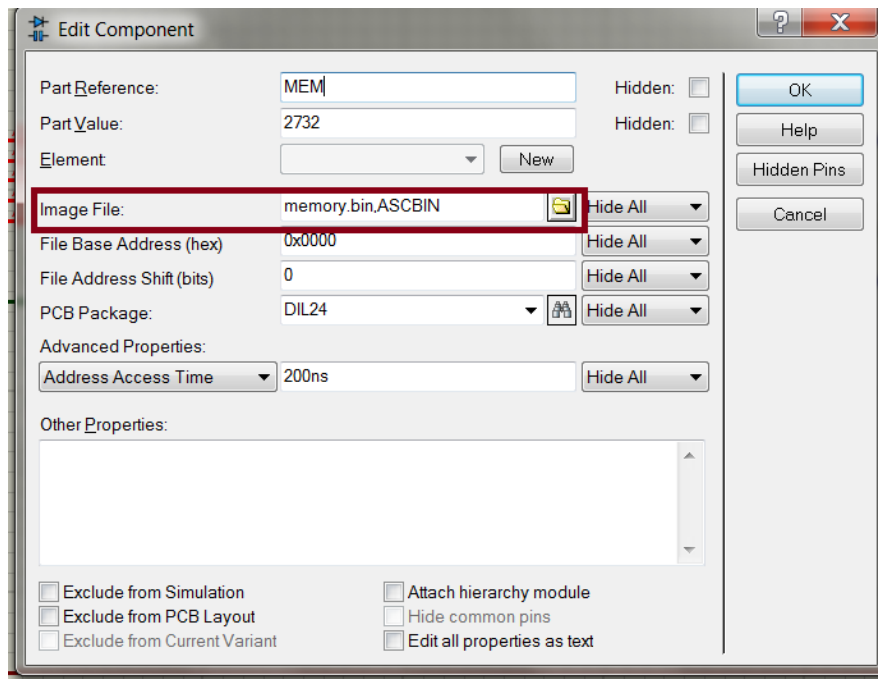 Edit Component
Part Reference: MEM Hidden: OK
Part Value: 2732 Hidden: Help
Element: New Hidden Pins
Image File: memory.bin,ASCBIN Hide All Cancel
File Base Address (hex) 0x0000 Hide All
File Address Shift (bits) 0 Hide All
PCB Package: DIL24 Hide All
Advanced Properties:
Address Access Time 200ns Hide All
Other Properties:
Exclude from Simulation Attach hierarchy module
Exclude from PCB Layout Hide common pins
Exclude from Current Variant Edit all properties as text